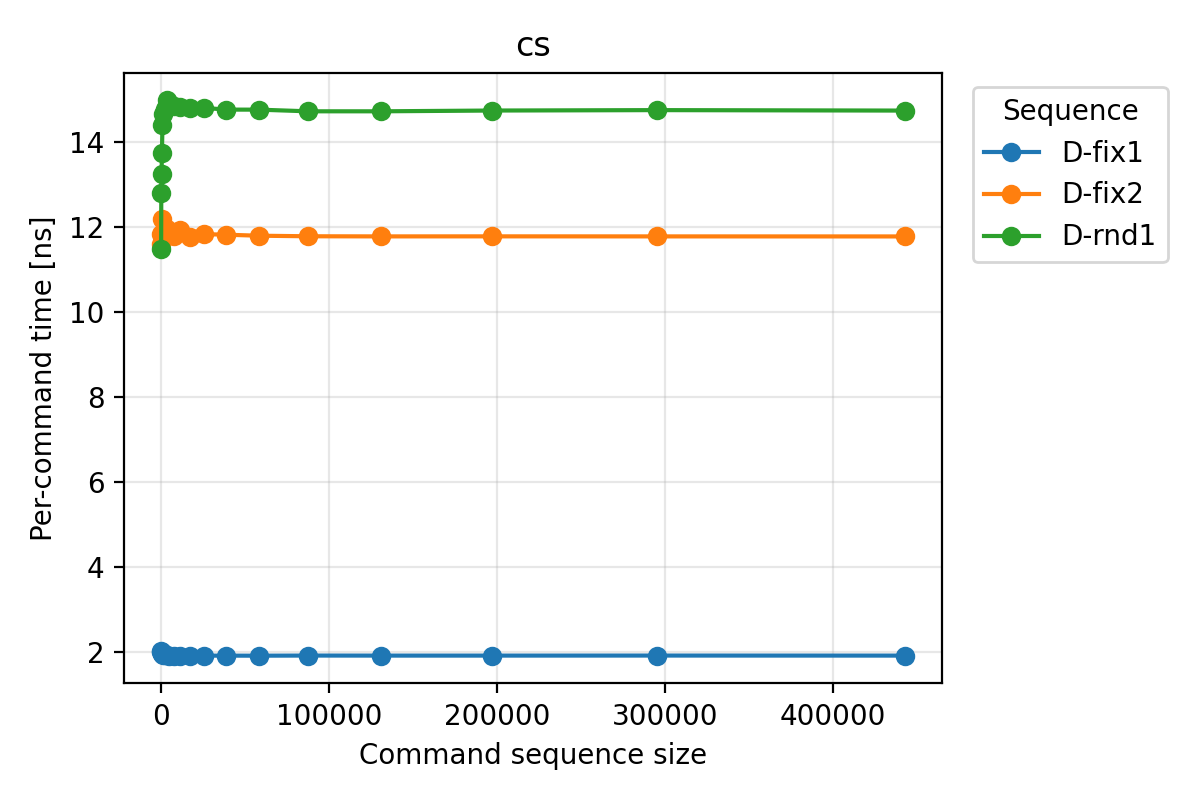 cs
Per-command time [ns]
14
12
10
8
6
4
2
0 100000 200000 300000 400000
Command sequence size
Sequence
D-fix1
D-fix2
D-rnd1